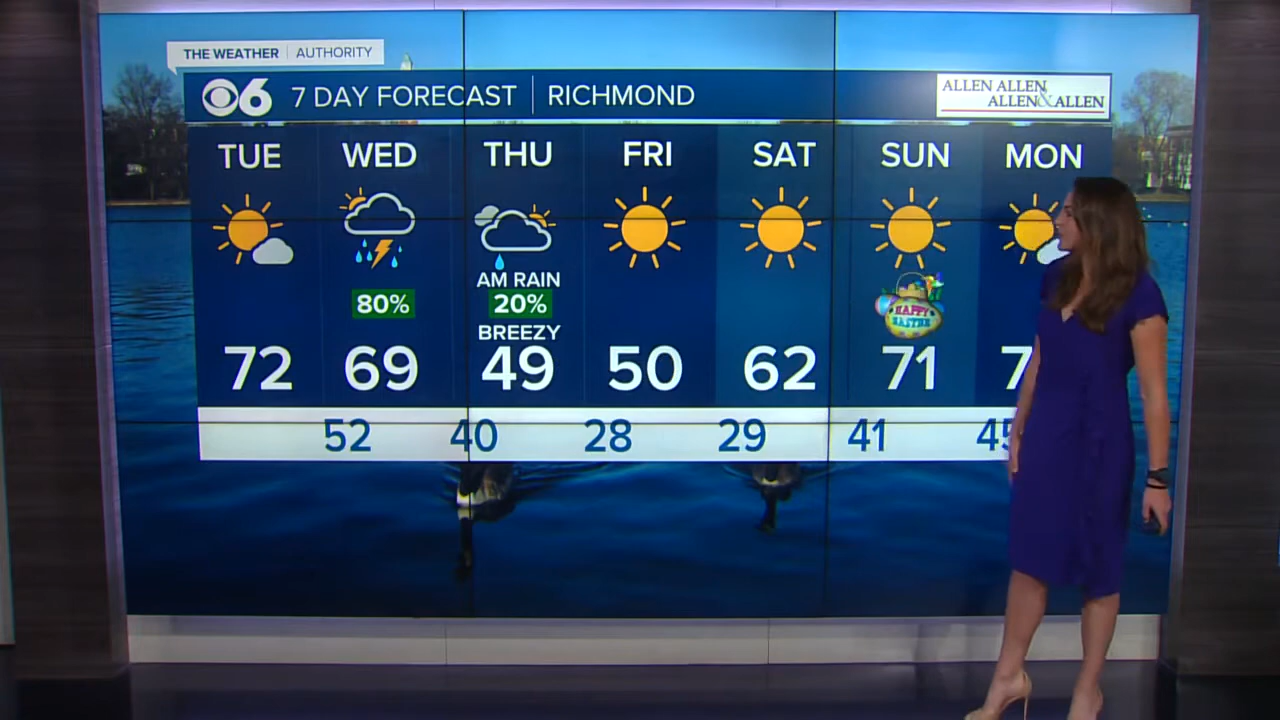 THE WEATHER | AUTHORITY
6 7 DAY FORECAST | RICHMOND
ALLEN ALLEN
ALLEN & ALLEN
TUE WED THU FRI SAT SUN MON
AM RAIN
80% 20%
HAPPY
EASTER
BREEZY
72 69 49 50 62 71
52 40 28 29 41 45